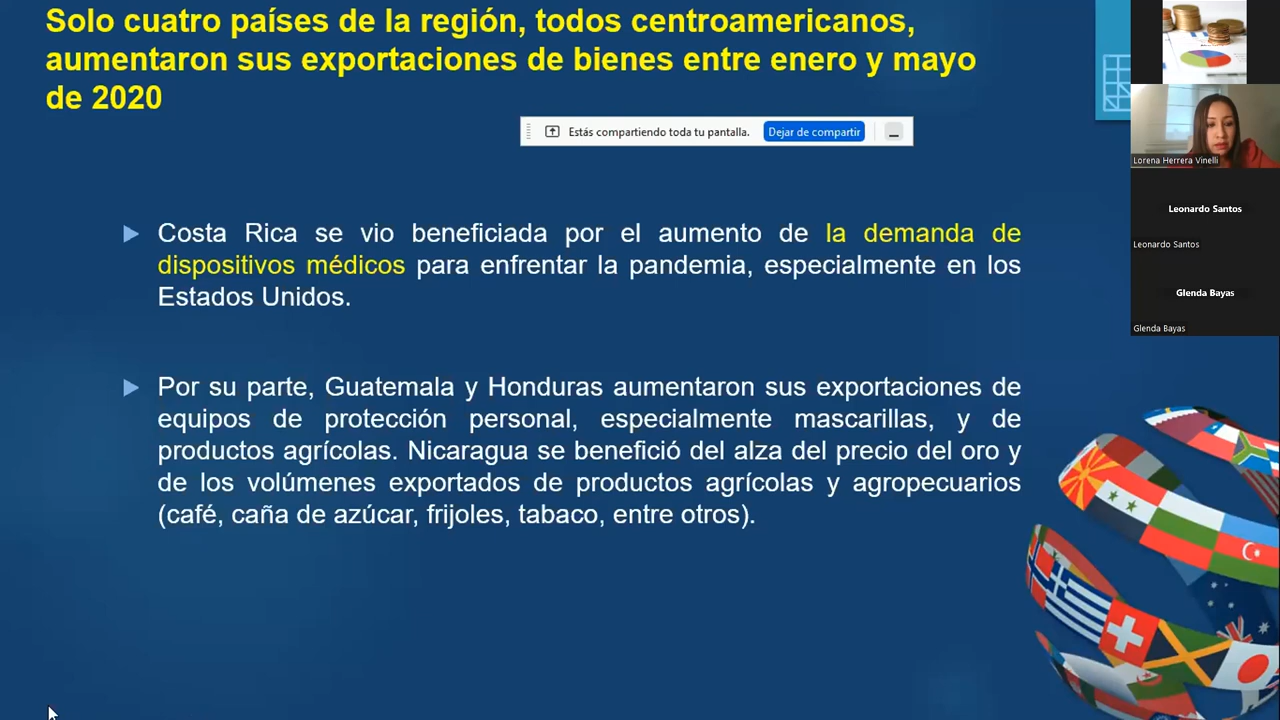 Solo cuatro países de la región, todos centroamericanos,
aumentaron sus exportaciones de bienes entre enero y mayo
de 2020
Estás compartiendo toda tu pantalla.
Dejar de compartir
Costa Rica se vio beneficiada por el aumento de la demanda de
dispositivos médicos para enfrentar la pandemia, especialmente en los
Estados Unidos.
Por su parte, Guatemala y Honduras aumentaron sus exportaciones de
equipos de protección personal, especialmente mascarillas, y de
productos agrícolas. Nicaragua se benefició del alza del precio del oro y
de los volúmenes exportados de productos agrícolas y agropecuarios
(café, caña de azúcar, frijoles, tabaco, entre otros).
Lorena Herrera Vinelli
Leonardo Santos
Leonardo Santos
Glenda Bayas
Glenda Bayas